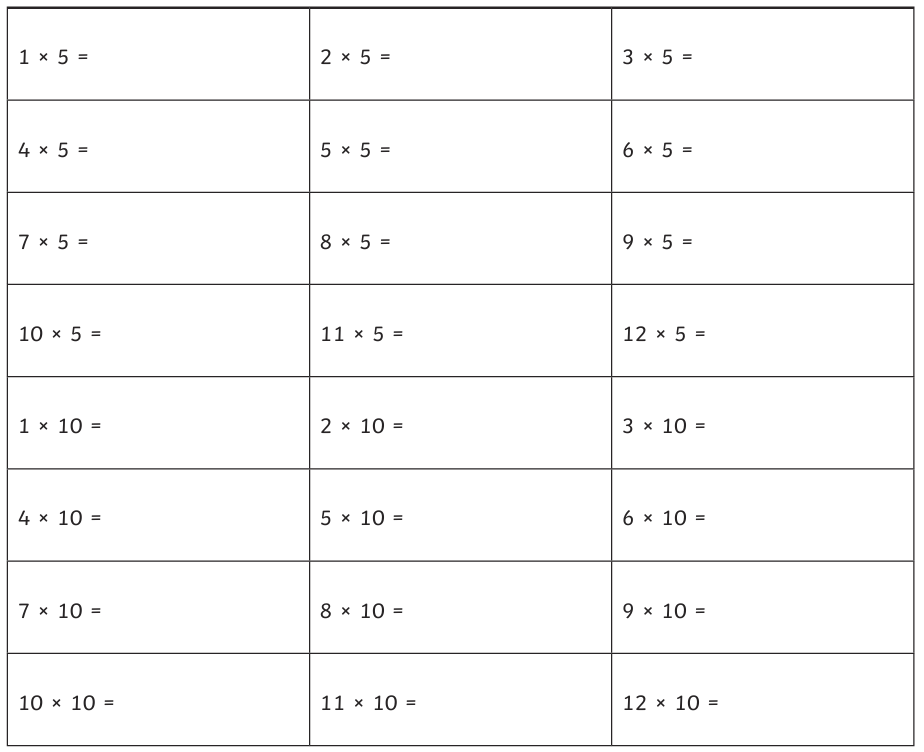 1 × 5 =
2 × 5 =
3 × 5 =
4 × 5 =
5 × 5 =
6 × 5 =
7 × 5 =
8 × 5 =
9 × 5 =
10 × 5 =
11 × 5 =
12 × 5 =
1 × 10 =
2 × 10 =
3 × 10 =
4 × 10 =
5 × 10 =
6 × 10 =
7 × 10 =
8 × 10 =
9 × 10 =
10 × 10 =
11 × 10 =
12 × 10 =